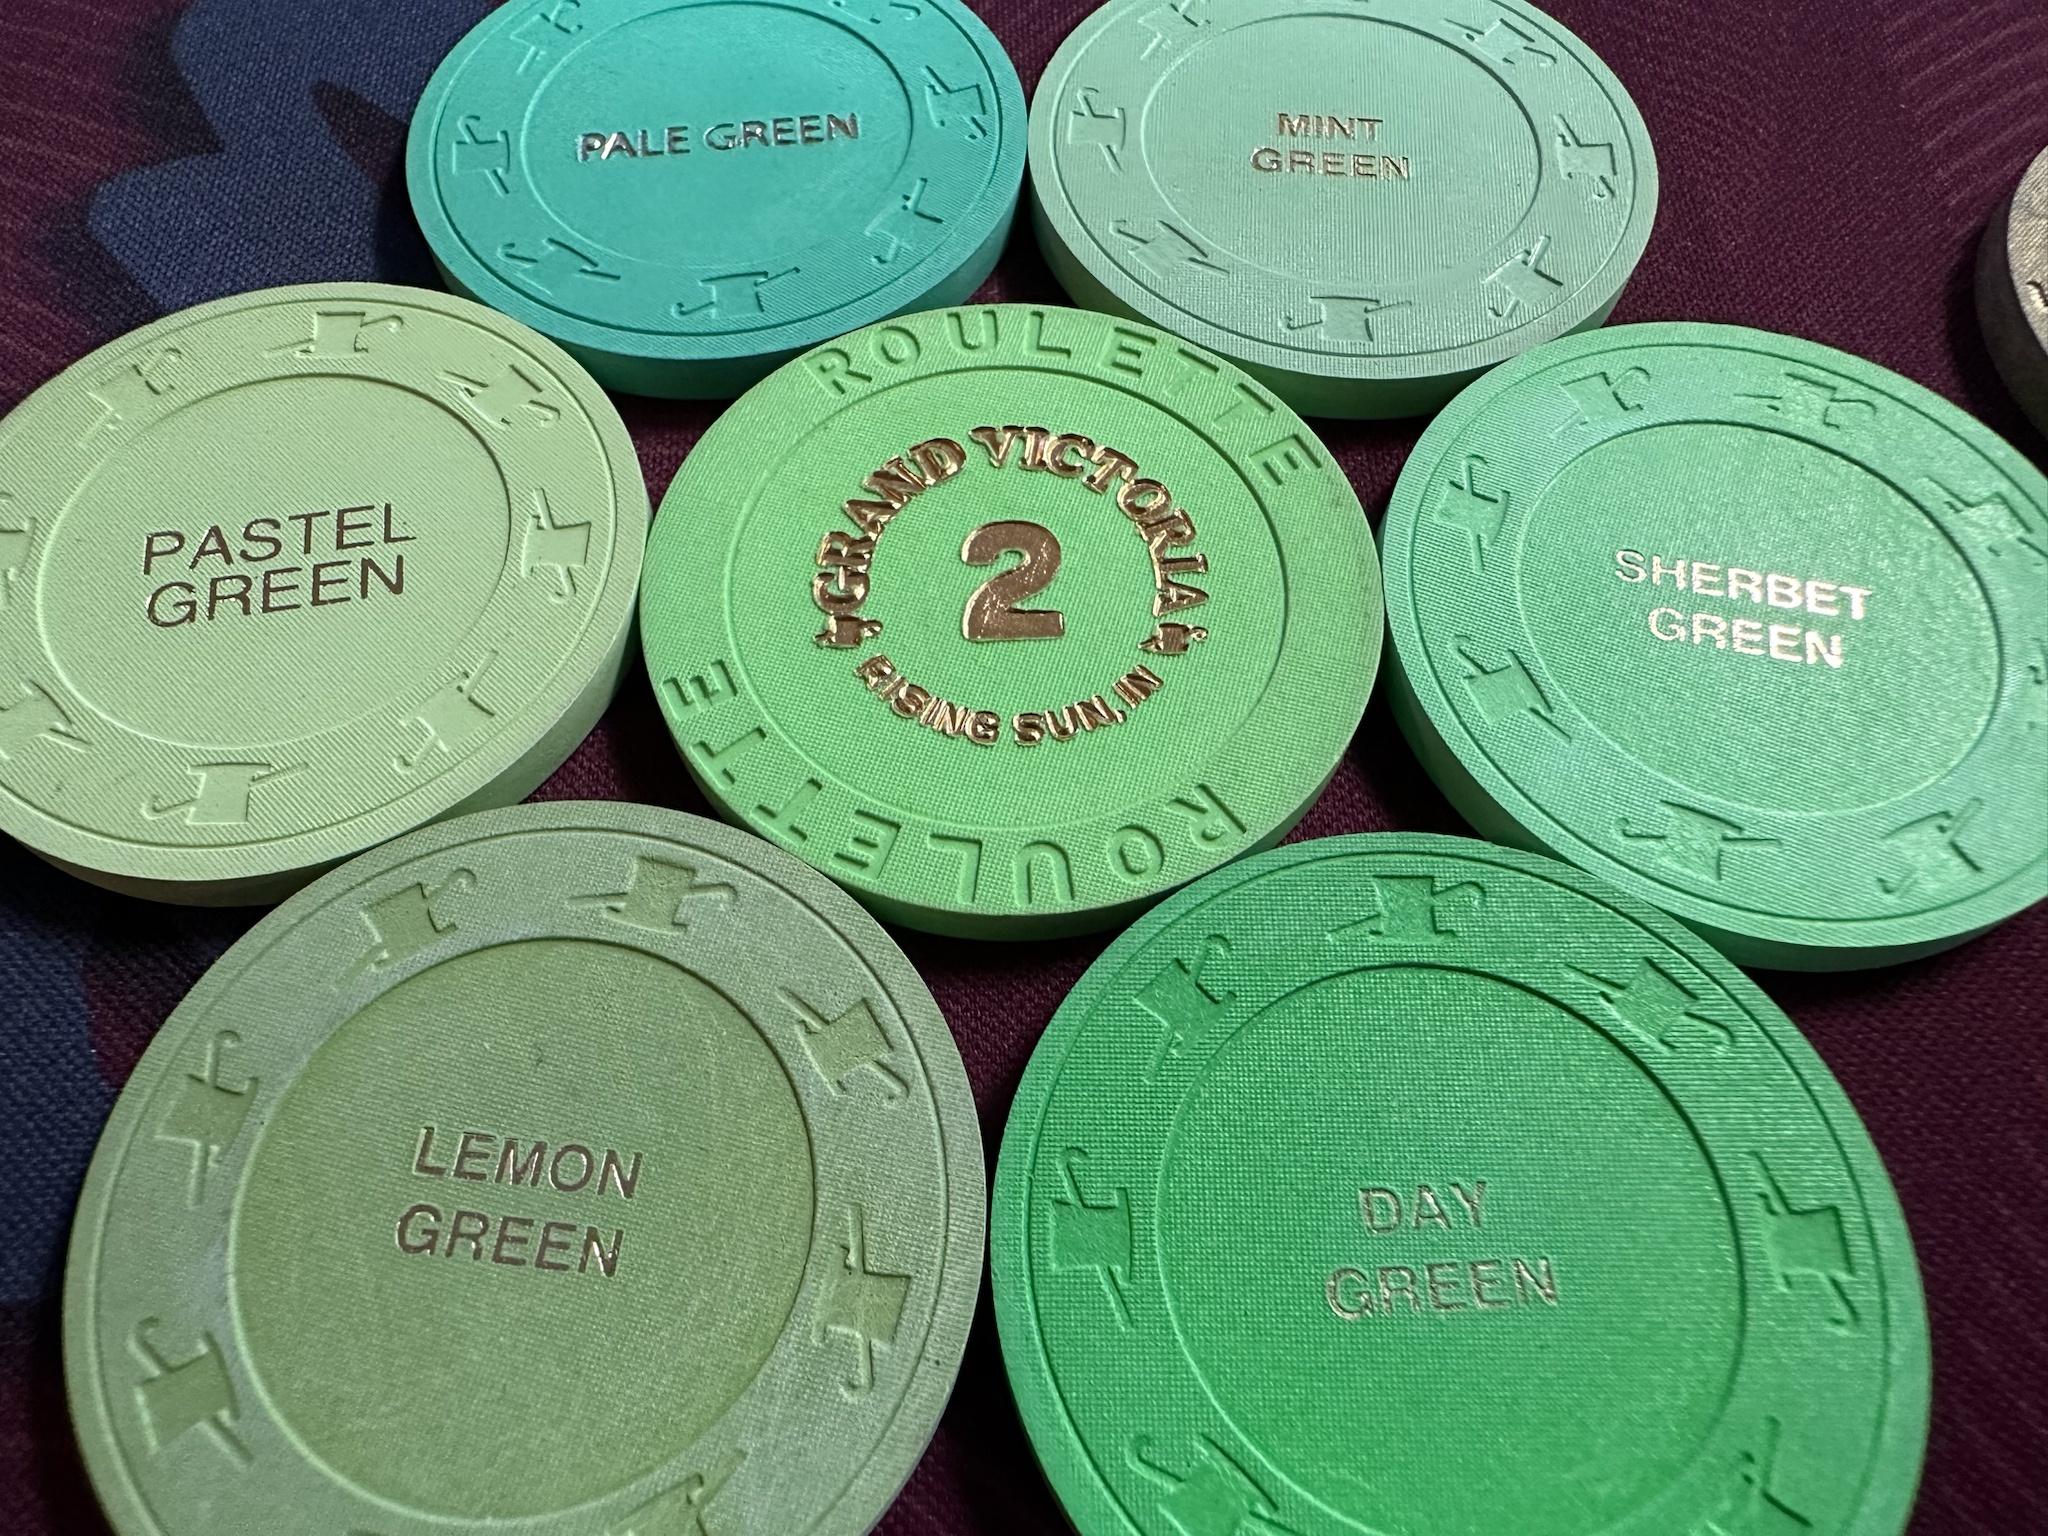 PALE GREEN
MINT
GREEN
ROULETTE
GRAND VICTORIA
2
RISING SUN, IN
ROULETTE
PASTEL
GREEN
SHERBET
GREEN
LEMON
GREEN
DAY
GREEN